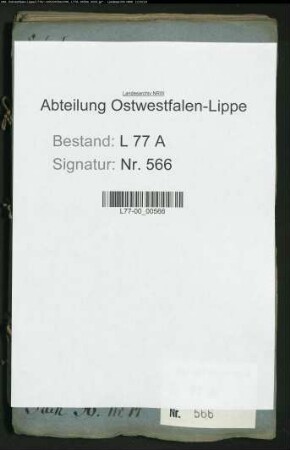 Landesarchiv NRW
Abteilung Ostwestfalen-Lippe
Bestand: L 77 A
Signatur: Nr. 566
L77-00_00566
Nr. 566